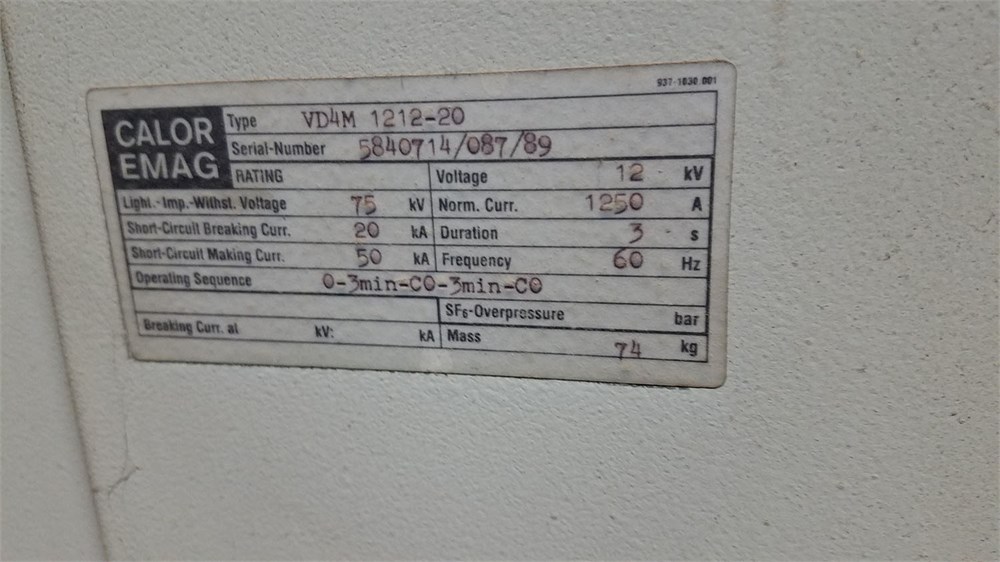 937-1030 001
CALOR EMAG
Type VD4M 1212-20
Serial-Number 5840714/087/89
RATING Voltage 12 kV
Light.-Imp.-Withst. Voltage 75 kV Norm. Curr. 1250 A
Short-Circuit Breaking Curr. 20 kA Duration 3 s
Short-Circuit Making Curr. 50 kA Frequency 60 Hz
Operating Sequence O-3min-CO-3min-CO
SF6-Overpressure bar
Breaking Curr. at kV: kA Mass 74 kg